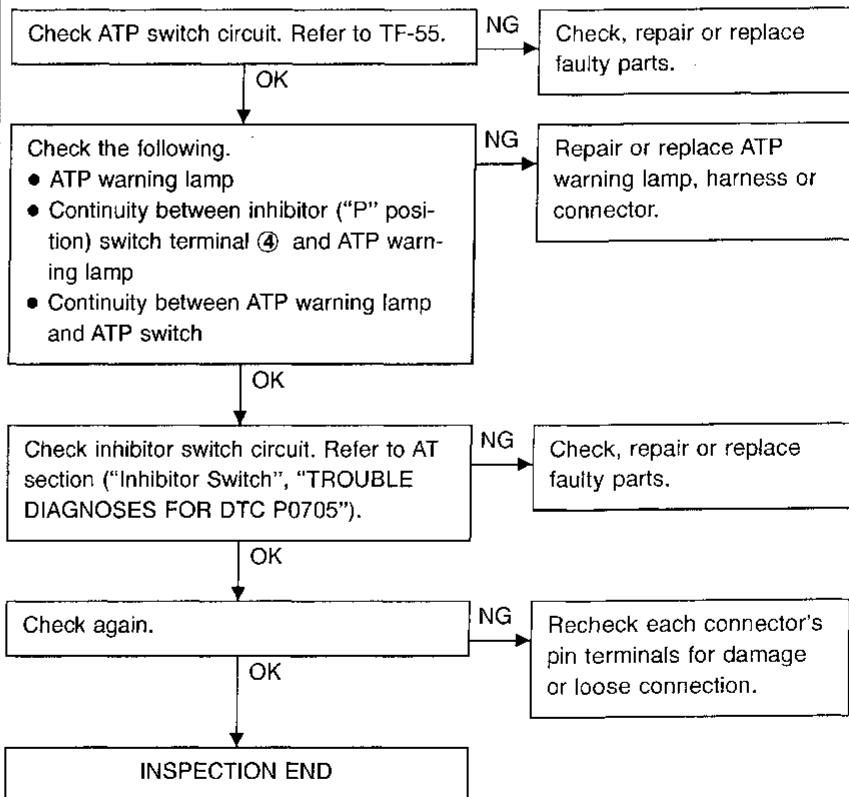 Check ATP switch circuit. Refer to TF-55.
NG
Check, repair or replace
faulty parts.
OK
Check the following.
● ATP warning lamp
● Continuity between inhibitor ("P" posi-
tion) switch terminal ④ and ATP warn-
ing lamp
● Continuity between ATP warning lamp
and ATP switch
NG
Repair or replace ATP
warning lamp, harness or
connector.
OK
Check inhibitor switch circuit. Refer to AT
section ("Inhibitor Switch", "TROUBLE
DIAGNOSES FOR DTC P0705").
NG
Check, repair or replace
faulty parts.
OK
Check again.
NG
Recheck each connector's
pin terminals for damage
or loose connection.
OK
INSPECTION END